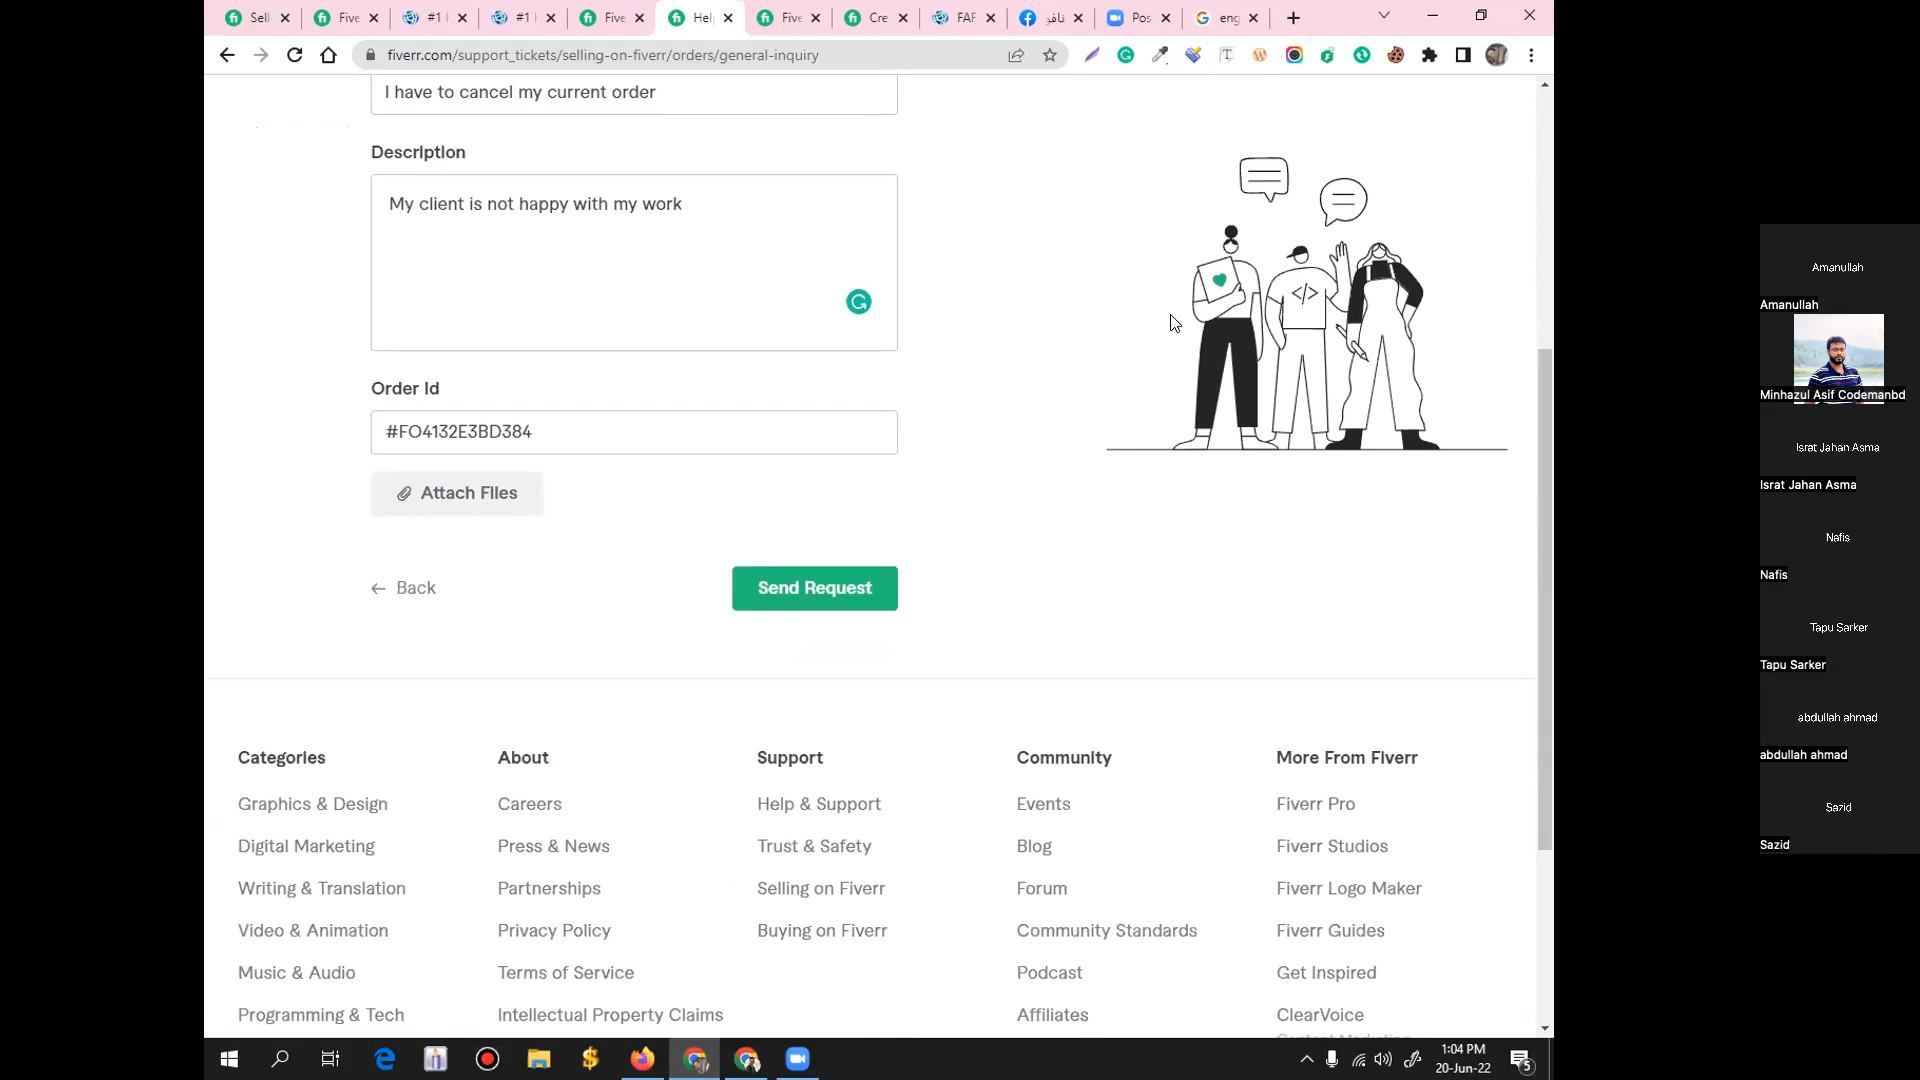 Sell
Five
#1
#1
Five
Hel
Five
Cre
FAF
نافو
Pos
eng
fiverr.com/support_tickets/selling-on-fiverr/orders/general-inquiry
I have to cancel my current order
Description
My client is not happy with my work
Order Id
#FO4132E3BD384
Attach Files
← Back
Send Request
Categories
Graphics & Design
Digital Marketing
Writing & Translation
Video & Animation
Music & Audio
Programming & Tech
About
Careers
Press & News
Partnerships
Privacy Policy
Terms of Service
Intellectual Property Claims
Support
Help & Support
Trust & Safety
Selling on Fiverr
Buying on Fiverr
Community
Events
Blog
Forum
Community Standards
Podcast
Affiliates
More From Fiverr
Fiverr Pro
Fiverr Studios
Fiverr Logo Maker
Fiverr Guides
Get Inspired
ClearVoice
Content Marketing
Amanullah
Amanullah
Minhazul Asif Codemanbd
Israt Jahan Asma
Israt Jahan Asma
Nafis
Nafis
Tapu Sarker
Tapu Sarker
abdullah ahmad
abdullah ahmad
Sazid
Sazid
1:04 PM
20-Jun-22
5